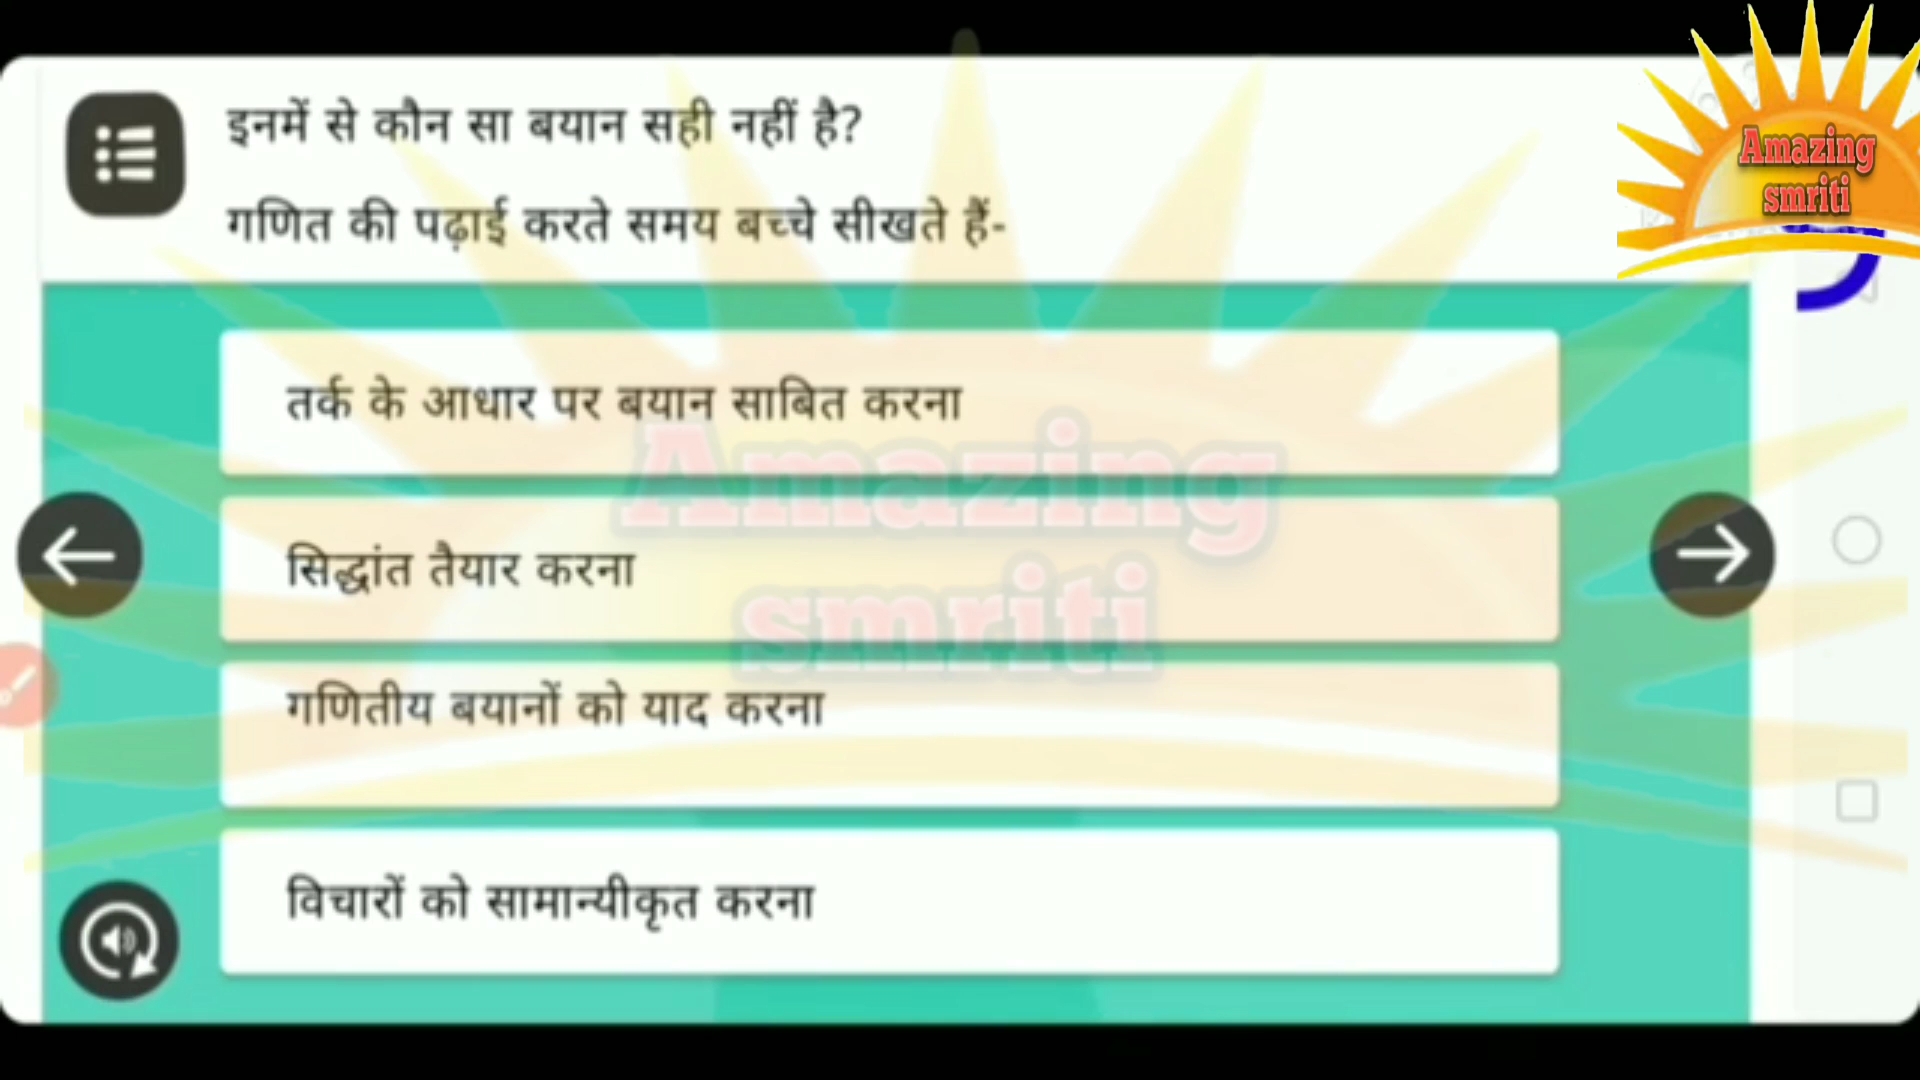 इनमें से कौन सा बयान सही नहीं है?
गणित की पढ़ाई करते समय बच्चे सीखते हैं-
Amazing
smriti
तर्क के आधार पर बयान साबित करना
सिद्धांत तैयार करना
गणितीय बयानों को याद करना
विचारों को सामान्यीकृत करना
Amazing
smriti